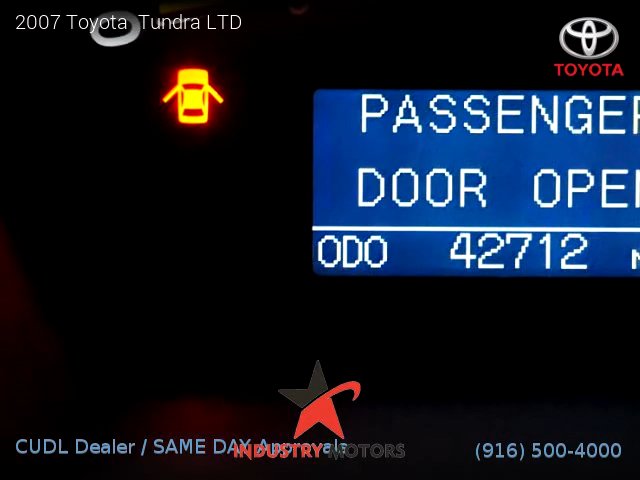 2007 Toyota Tundra LTD
TOYOTA
PASSENGER
DOOR OPEN
ODO 42712
CUDL Dealer / SAME DAY Approvals
INDUSTRY MOTORS
(916) 500-4000